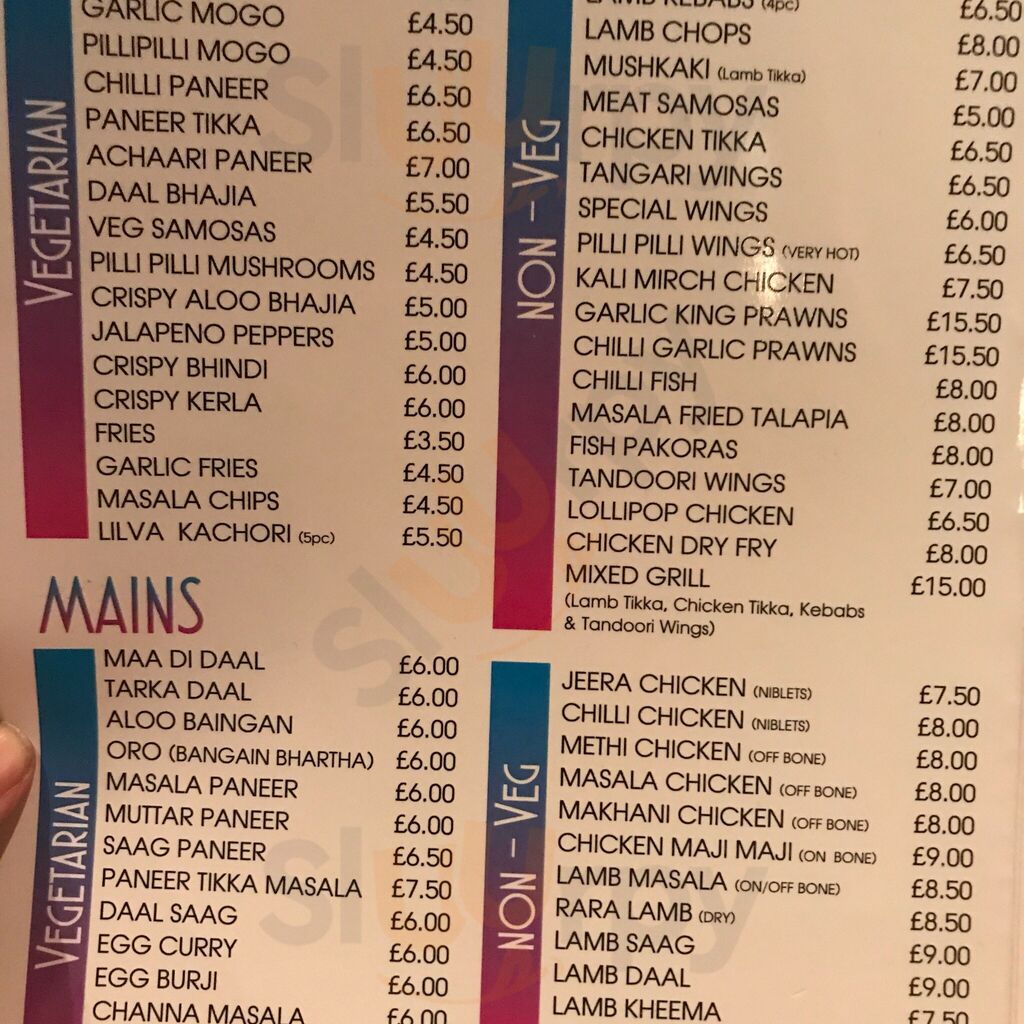 VEGETARIAN
GARLIC MOGO £4.50
PILLIPILLI MOGO £4.50
CHILLI PANEER £6.50
PANEER TIKKA £6.50
ACHAARI PANEER £7.00
DAAL BHAJIA £5.50
VEG SAMOSAS £4.50
PILLI PILLI MUSHROOMS £4.50
CRISPY ALOO BHAJIA £5.00
JALAPENO PEPPERS £5.00
CRISPY BHINDI £6.00
CRISPY KERLA £6.00
FRIES £3.50
GARLIC FRIES £4.50
MASALA CHIPS £4.50
LILVA KACHORI (5pc) £5.50
NON - VEG
LAMB KEBABS (4pc) £6.50
LAMB CHOPS £8.00
MUSHKAKI (Lamb Tikka) £7.00
MEAT SAMOSAS £5.00
CHICKEN TIKKA £6.50
TANGARI WINGS £6.50
SPECIAL WINGS £6.00
PILLI PILLI WINGS (VERY HOT) £6.50
KALI MIRCH CHICKEN £7.50
GARLIC KING PRAWNS £15.50
CHILLI GARLIC PRAWNS £15.50
CHILLI FISH £8.00
MASALA FRIED TALAPIA £8.00
FISH PAKORAS £8.00
TANDOORI WINGS £7.00
LOLLIPOP CHICKEN £6.50
CHICKEN DRY FRY £8.00
MIXED GRILL £15.00
(Lamb Tikka, Chicken Tikka, Kebabs
& Tandoori Wings)
MAINS
VEGETARIAN
MAA DI DAAL £6.00
TARKA DAAL £6.00
ALOO BAINGAN £6.00
ORO (BANGAIN BHARTHA) £6.00
MASALA PANEER £6.00
MUTTAR PANEER £6.00
SAAG PANEER £6.50
PANEER TIKKA MASALA £7.50
DAAL SAAG £6.00
EGG CURRY £6.00
EGG BURJI £6.00
CHANNA MASALA £6.00
NON - VEG
JEERA CHICKEN (NIBLETS) £7.50
CHILLI CHICKEN (NIBLETS) £8.00
METHI CHICKEN (OFF BONE) £8.00
MASALA CHICKEN (OFF BONE) £8.00
MAKHANI CHICKEN (OFF BONE) £8.00
CHICKEN MAJI MAJI (ON BONE) £9.00
LAMB MASALA (ON/OFF BONE) £8.50
RARA LAMB (DRY) £8.50
LAMB SAAG £9.00
LAMB DAAL £9.00
LAMB KHEEMA £7.50